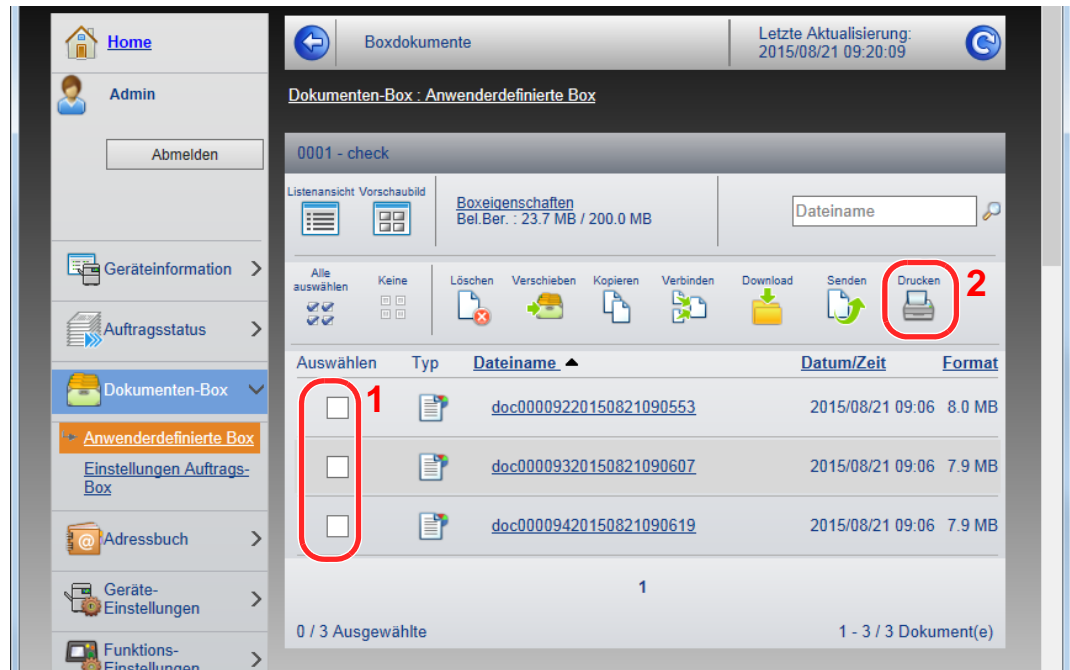 Home
Admin
Abmelden
Geräteinformation
Auftragsstatus
Dokumenten-Box
Anwenderdefinierte Box
Einstellungen Auftrags-
Box
Adressbuch
Geräte-
Einstellungen
Funktions-
Einstellungen
Boxdokumente
Letzte Aktualisierung:
2015/08/21 09:20:09
Dokumenten-Box : Anwenderdefinierte Box
0001 - check
Listenansicht Vorschaubild
Boxeigenschaften
Bel.Ber. : 23.7 MB / 200.0 MB
Dateiname
Alle
auswählen
Keine Löschen Verschieben Kopieren Verbinden Download Senden Drucken
2
Auswählen Typ Dateiname Datum/Zeit Format
1
doc00009220150821090553 2015/08/21 09:06 8.0 MB
doc00009320150821090607 2015/08/21 09:06 7.9 MB
doc00009420150821090619 2015/08/21 09:06 7.9 MB
1
0 / 3 Ausgewählte 1 - 3 / 3 Dokument(e)